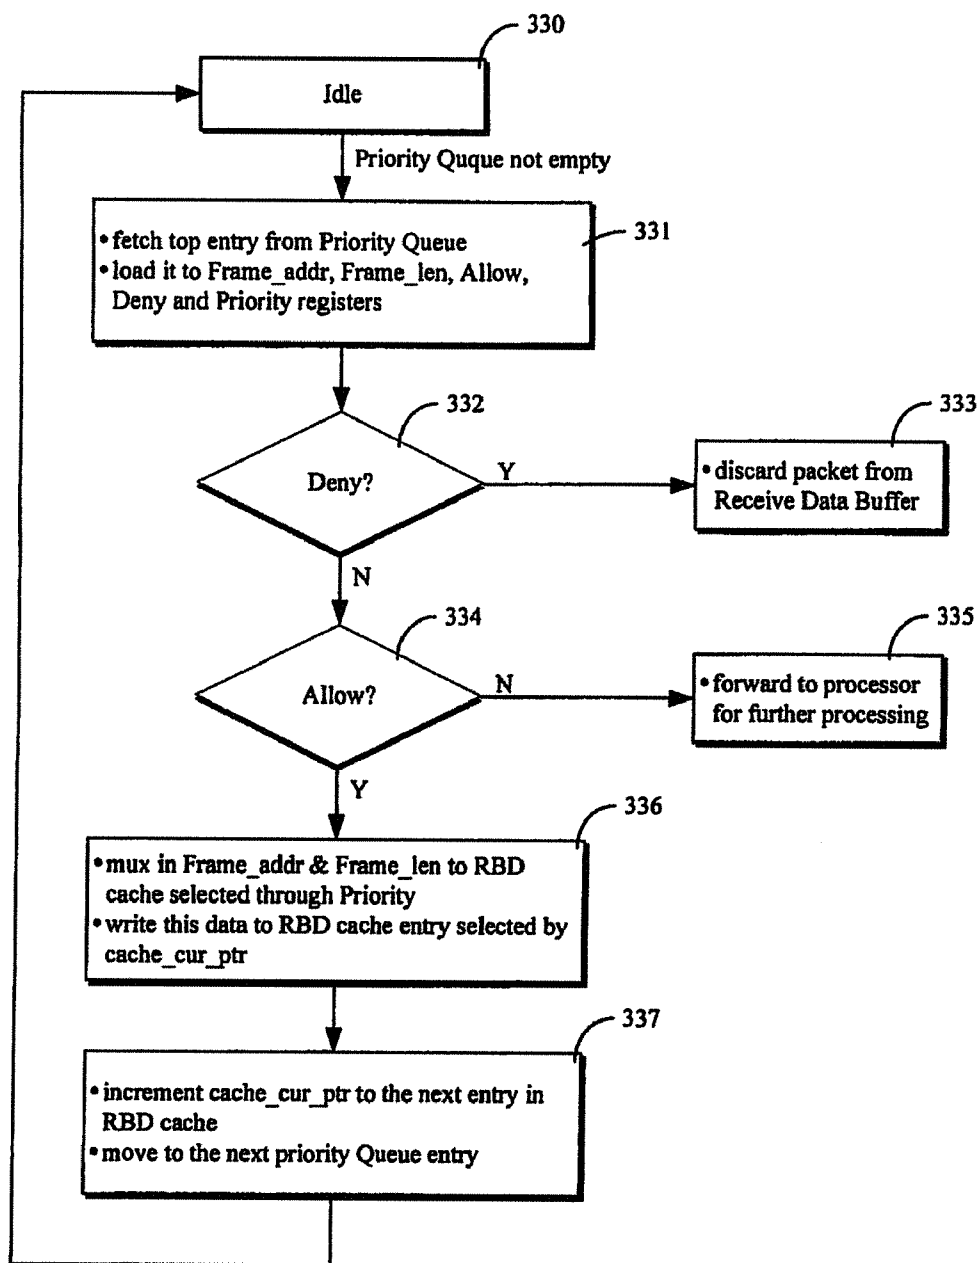 330
Idle
Priority Quque not empty
331
• fetch top entry from Priority Queue
• load it to Frame_addr, Frame_len, Allow,
Deny and Priority registers
332
333
Deny?
Y
• discard packet from
Receive Data Buffer
N
334
335
Allow?
N
• forward to processor
for further processing
Y
336
• mux in Frame_addr & Frame_len to RBD
cache selected through Priority
• write this data to RBD cache entry selected by
cache_cur_ptr
337
• increment cache_cur_ptr to the next entry in
RBD cache
• move to the next priority Queue entry